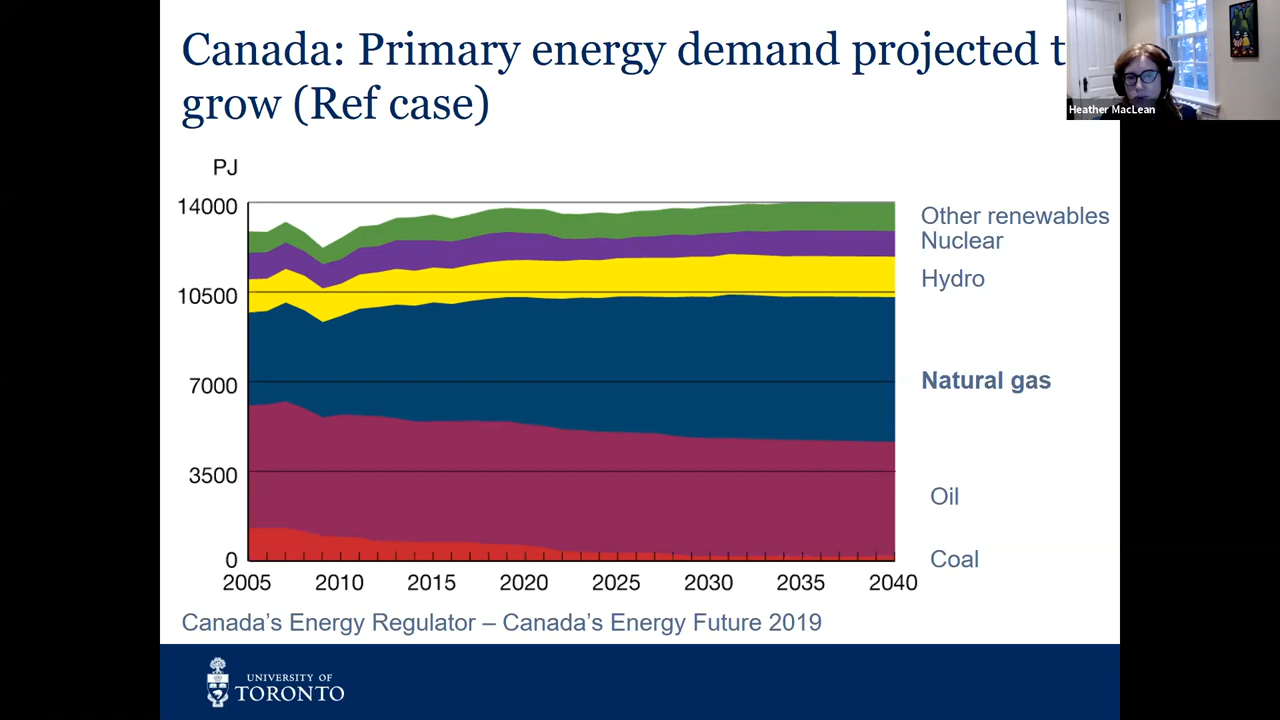 Canada: Primary energy demand projected t
grow (Ref case)
Heather MacLean
PJ
14000
10500
7000
3500
0
2005 2010 2015 2020 2025 2030 2035 2040
Other renewables
Nuclear
Hydro
Natural gas
Oil
Coal
Canada’s Energy Regulator – Canada’s Energy Future 2019
UNIVERSITY OF
TORONTO